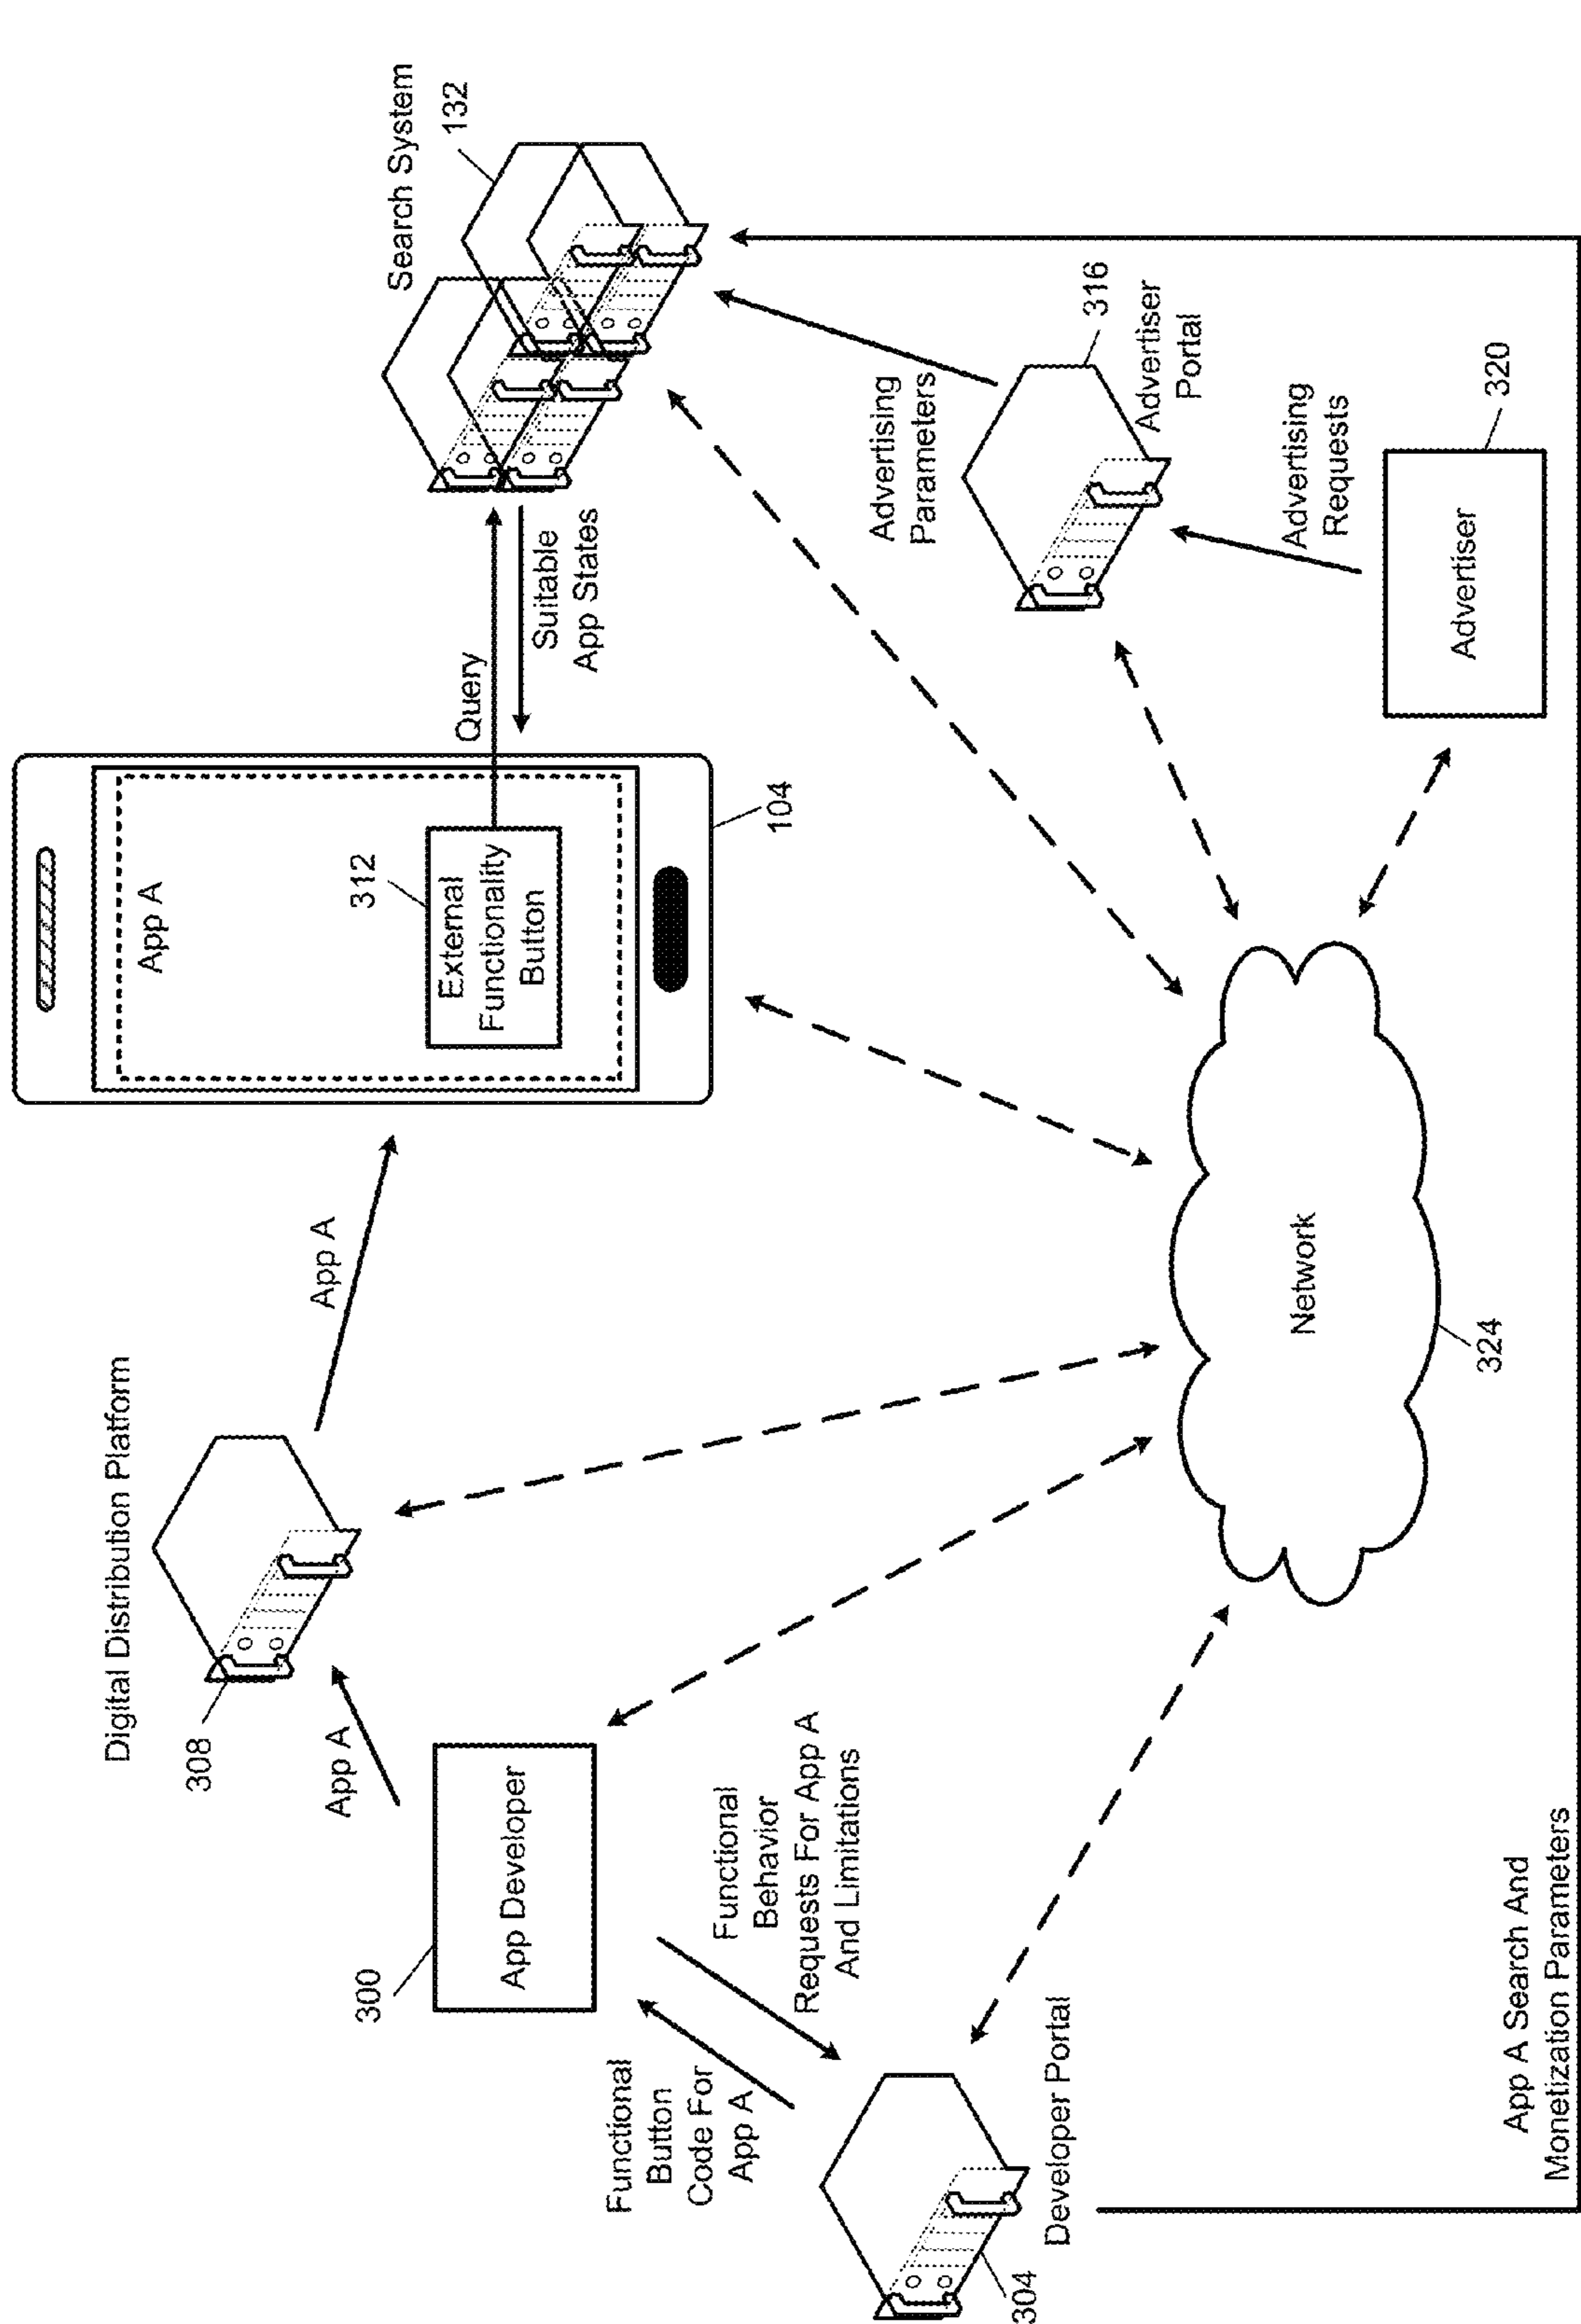 Digital Distribution Platform
308
App A
App A
App A
312
External
Functionality
Button
104
Query
Suitable
App States
Search System
132
300
App Developer
Functional
Button
Code For
App A
Functional
Behavior
Requests For App A
And Limitations
304
Developer Portal
Network
324
Advertising
Parameters
316
Advertiser
Portal
Advertising
Requests
320
Advertiser
App A Search And
Monetization Parameters